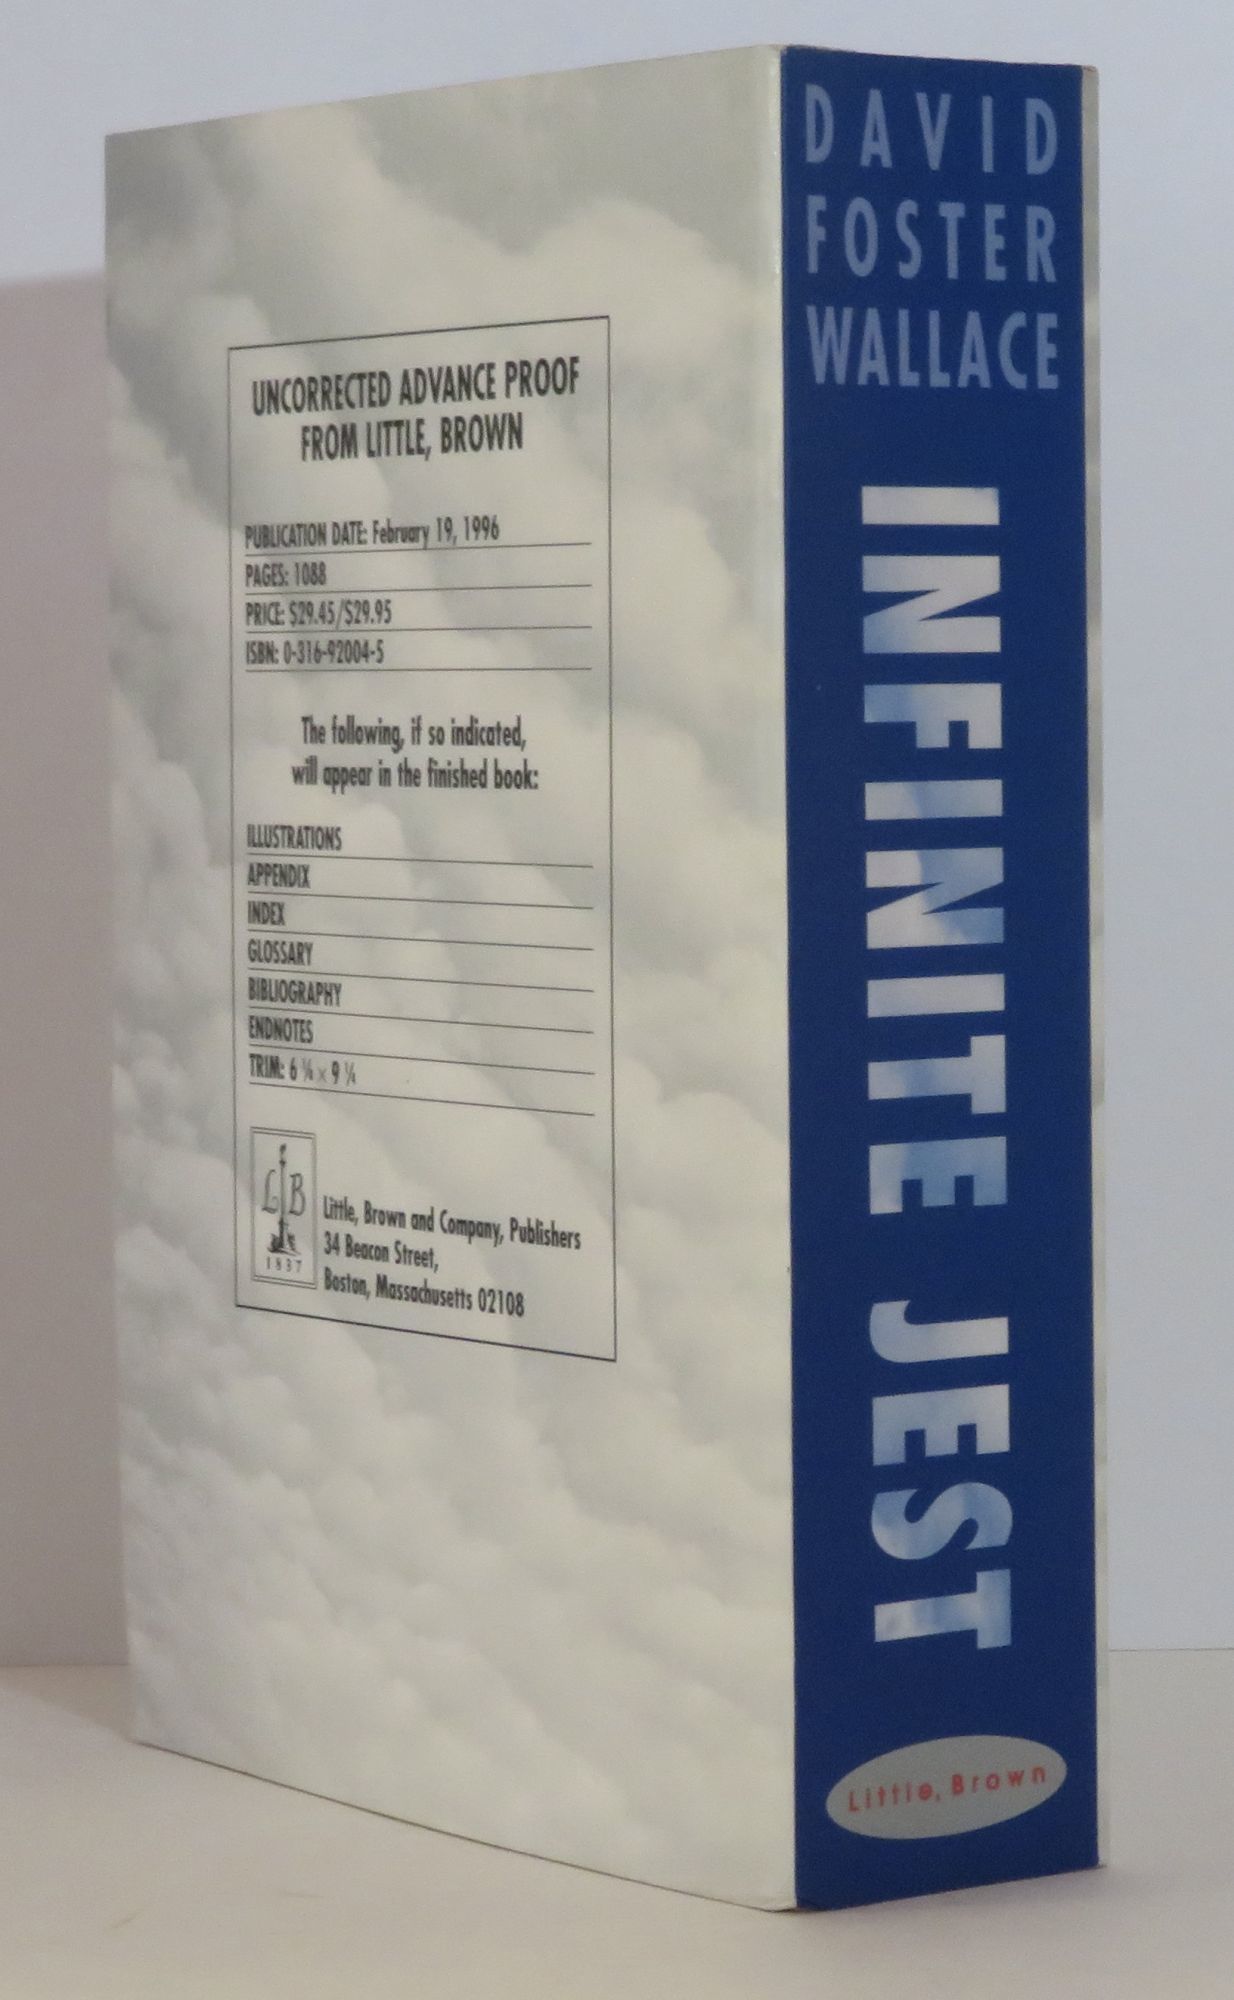 UNCORRECTED ADVANCE PROOF
FROM LITTLE, BROWN
PUBLICATION DATE: February 19, 1996
PAGES: 1088
PRICE: $29.45/$29.95
ISBN: 0-316-92004-5
The following, if so indicated,
will appear in the finished book:
ILLUSTRATIONS
APPENDIX
INDEX
GLOSSARY
BIBLIOGRAPHY
ENDNOTES
TRIM: 6 ¼ x 9 ¼
L B
1837
Little, Brown and Company, Publishers
34 Beacon Street,
Boston, Massachusetts 02108
DAVID
FOSTER
WALLACE
INFINITE JEST
Little, Brown